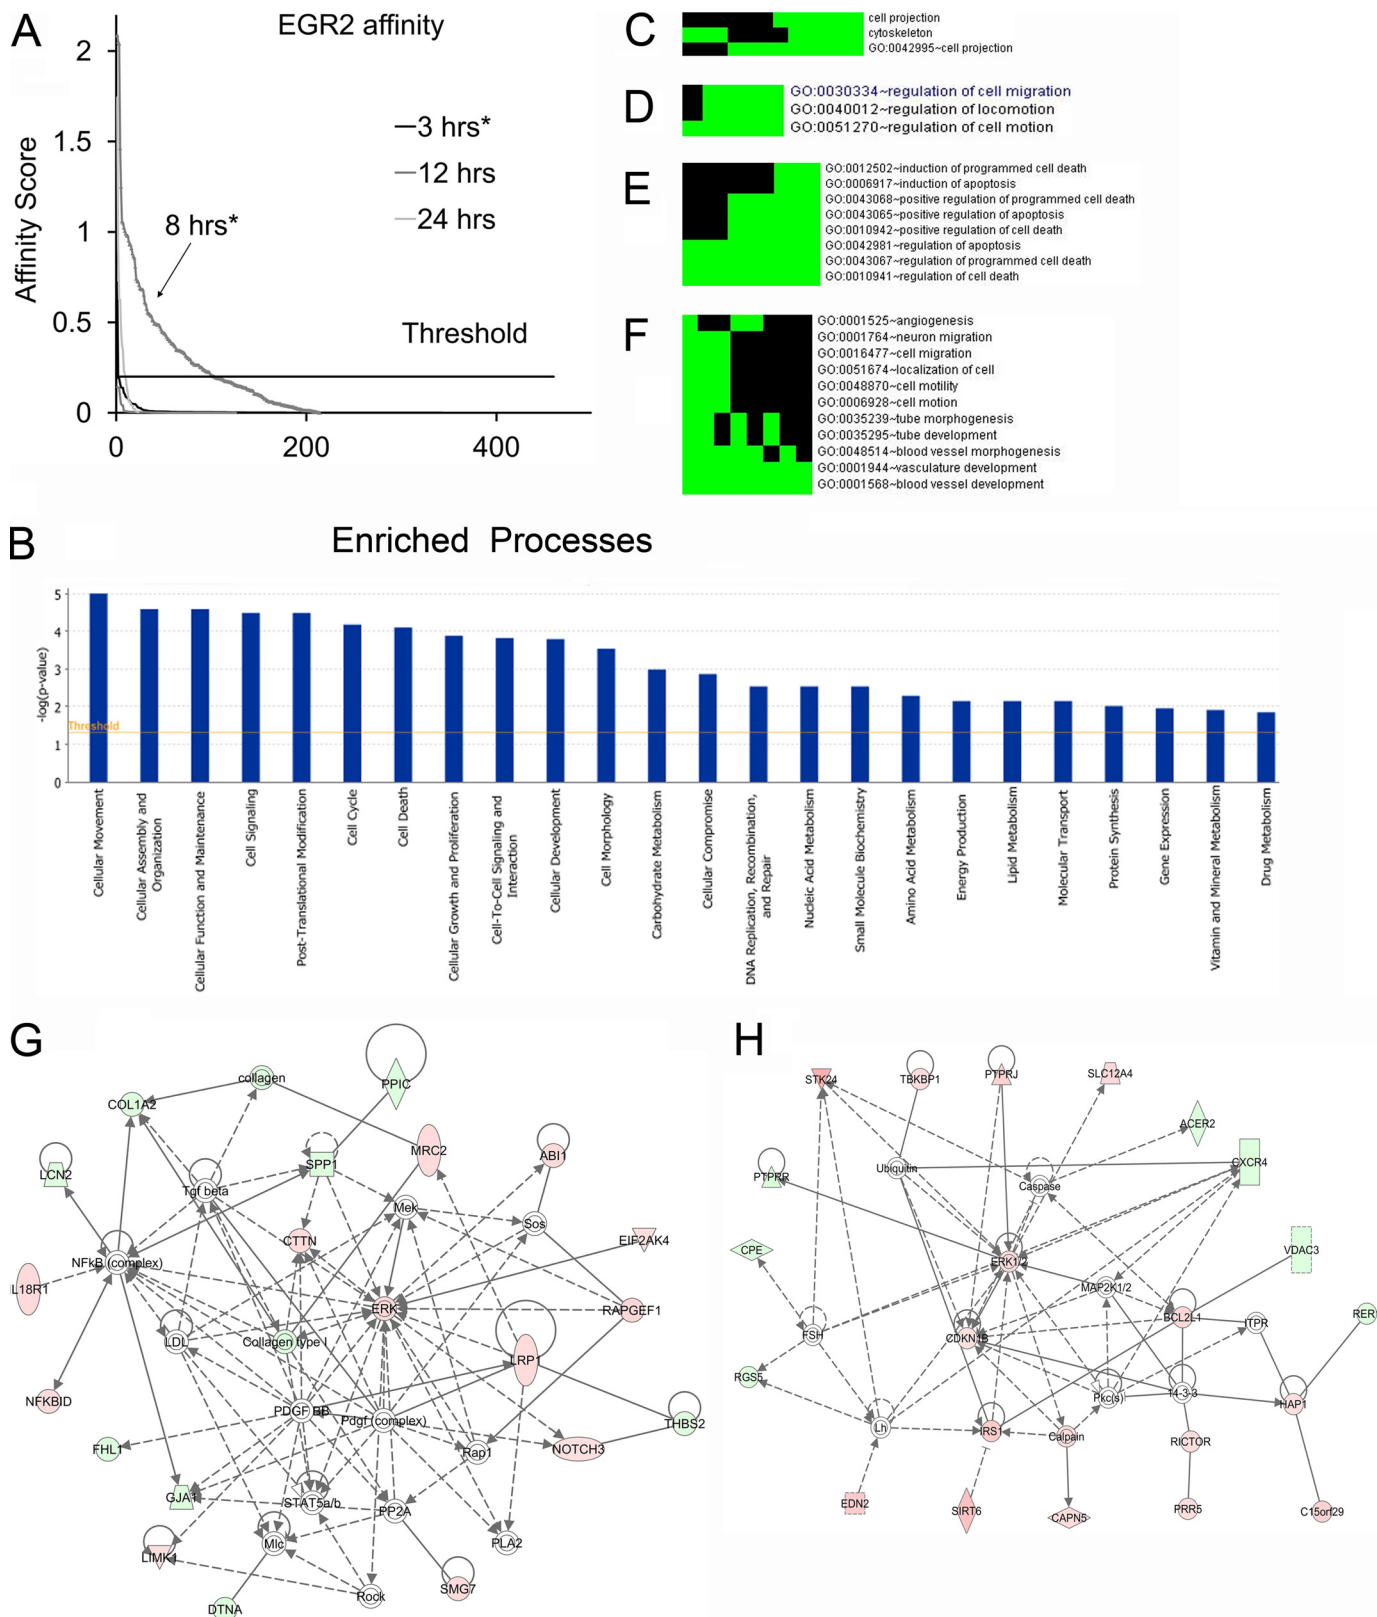 A
EGR2 affinity
Affinity Score
2
1.5
1
0.5
0
0
200
400
3 hrs*
12 hrs
24 hrs
8 hrs*
Threshold
C
cell projection
cytoskeleton
GO:0042995~cell projection
D
GO:0030334~regulation of cell migration
GO:0040012~regulation of locomotion
GO:0051270~regulation of cell motion
E
GO:0012502~induction of programmed cell death
GO:0006917~induction of apoptosis
GO:0043068~positive regulation of programmed cell death
GO:0043065~positive regulation of apoptosis
GO:0010942~positive regulation of cell death
GO:0042981~regulation of apoptosis
GO:0043067~regulation of programmed cell death
GO:0010941~regulation of cell death
F
GO:0001525~angiogenesis
GO:0001764~neuron migration
GO:0016477~cell migration
GO:0051674~localization of cell
GO:0048870~cell motility
GO:0006928~cell motion
GO:0035239~tube morphogenesis
GO:0035295~tube development
GO:0048514~blood vessel morphogenesis
GO:0001944~vasculature development
GO:0001568~blood vessel development
B
Enriched Processes
-log(p-value)
5
4
3
2
1
0
Threshold
Cellular Movement
Cellular Assembly and
Organization
Cellular Function and Maintenance
Cell Signaling
Post-Translational Modification
Cell Cycle
Cell Death
Cellular Growth and Proliferation
Cell-To-Cell Signaling and
Interaction
Cellular Development
Cell Morphology
Carbohydrate Metabolism
Cellular Compromise
DNA Replication, Recombination,
and Repair
Nucleic Acid Metabolism
Small Molecule Biochemistry
Amino Acid Metabolism
Energy Production
Lipid Metabolism
Molecular Transport
Protein Synthesis
Gene Expression
Vitamin and Mineral Metabolism
Drug Metabolism
G
collagen
PPIC
COL1A2
MRC2
ABI1
SPP1
LCN2
Tgf beta
Mek
Sos
CTTN
EIF2AK4
NFkB (complex)
IL18R1
ERK
RAPGEF1
LDL
Collagen type I
LRP1
NFKBID
PDGF BB
Pdgf (complex)
THBS2
FHL1
Rap1
NOTCH3
GJA1
STAT5a/b
PP2A
Mlc
PLA2
LIMK1
Rock
SMG7
DTNA
H
STK24
TBKBP1
PTPRJ
SLC12A4
ACER2
Ubiquitin
CXCR4
PTPRR
Caspase
CPE
VDAC3
ERK1/2
MAP2K1/2
BCL2L1
ITPR
RER
FSH
CDKN1B
RGS5
Pkc(s)
14-3-3
HAP1
Lh
IRS1
Calpain
RICTOR
EDN2
SIRT6
CAPN5
PRR5
C15orf29